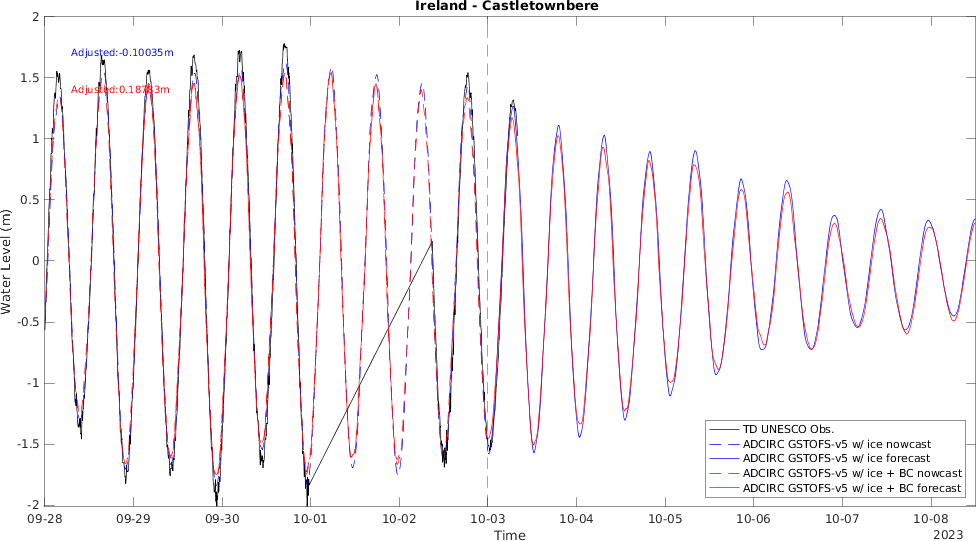 Ireland - Castletownbere
2
1.5
1
0.5
0
-0.5
-1
-1.5
-2
Water Level (m)
Adjusted:-0.10035m
TD UNESCO Obs.
ADCIRC GSTOFS-v5 w/ ice nowcast
ADCIRC GSTOFS-v5 w/ ice forecast
ADCIRC GSTOFS-v5 w/ ice + BC nowcast
ADCIRC GSTOFS-v5 w/ ice + BC forecast
09-28
09-29
09-30
10-01
10-02
10-03
10-04
10-05
10-06
10-07
10-08
Time
2023